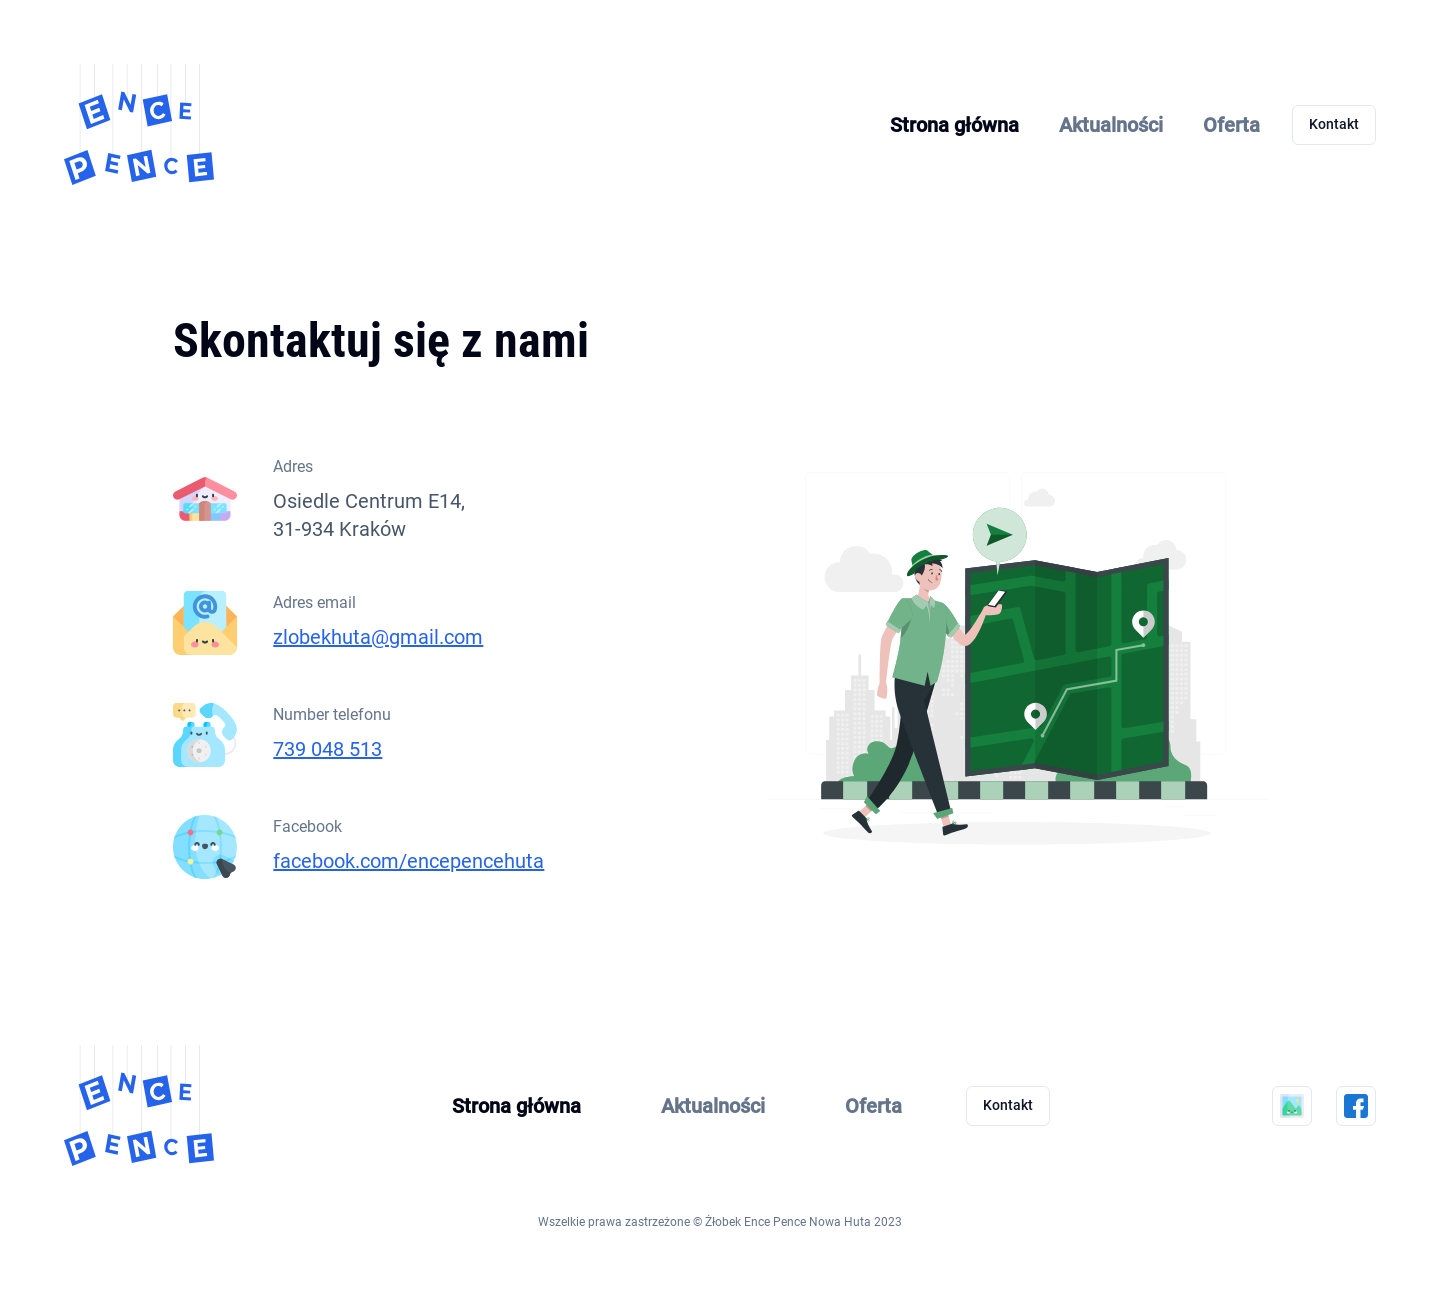 ENCE
PENCE
Strona główna
Aktualności
Oferta
Kontakt
Skontaktuj się z nami
Adres
Osiedle Centrum E14,
31-934 Kraków
Adres email
zlobekhuta@gmail.com
Number telefonu
739 048 513
Facebook
facebook.com/encepencehuta
ENCE
PENCE
Strona główna
Aktualności
Oferta
Kontakt
Wszelkie prawa zastrzeżone © Żłobek Ence Pence Nowa Huta 2023